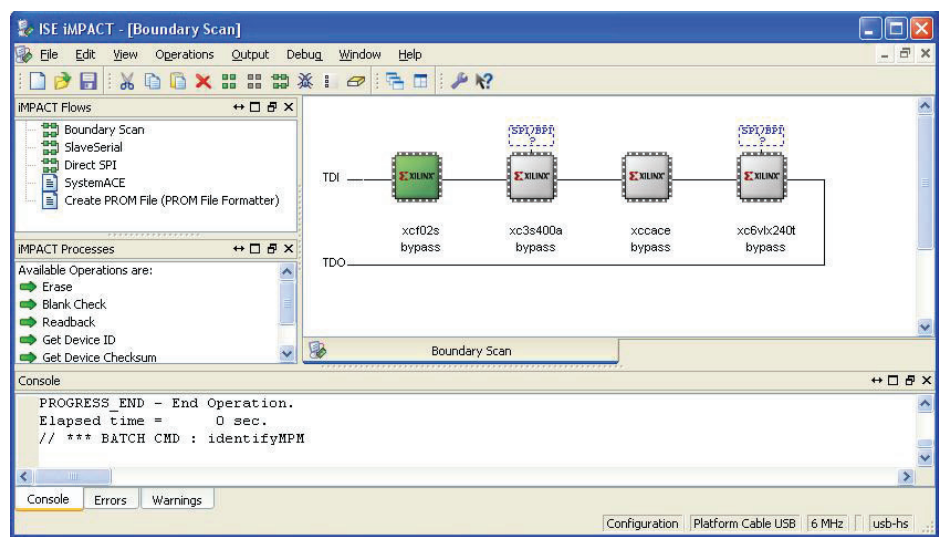 ISE iMPACT - [Boundary Scan]
File Edit View Operations Output Debug Window Help
iMPACT Flows
Boundary Scan
SlaveSerial
Direct SPI
SystemACE
Create PROM File (PROM File Formatter)
iMPACT Processes
Available Operations are:
Erase
Blank Check
Readback
Get Device ID
Get Device Checksum
SPI/BPI
?
SPI/BPI
?
TDI
XILINX
XILINX
XILINX
XILINX
xcf02s
bypass
xc3s400a
bypass
xccace
bypass
xc6vlx240t
bypass
TDO
Boundary Scan
Console
PROGRESS_END - End Operation.
Elapsed time =      0 sec.
// *** BATCH CMD : identifyMPM
Console Errors Warnings
Configuration Platform Cable USB 6 MHz usb-hs